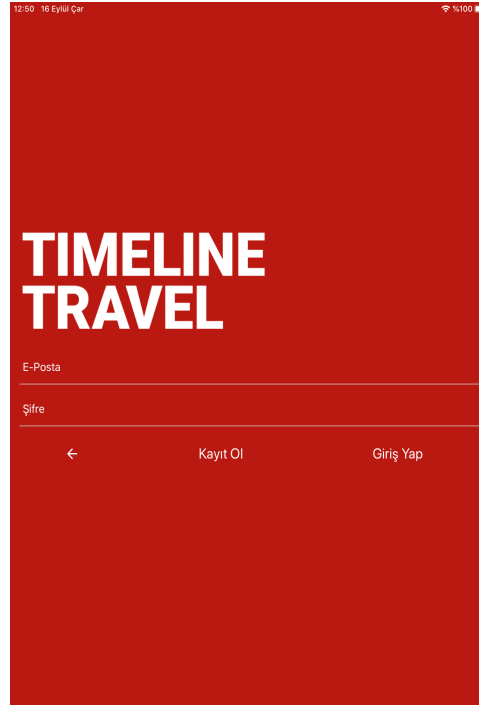 12:50 16 Eylül Çar %100
TIMELINE
TRAVEL
E-Posta
Şifre
← Kayıt Ol Giriş Yap